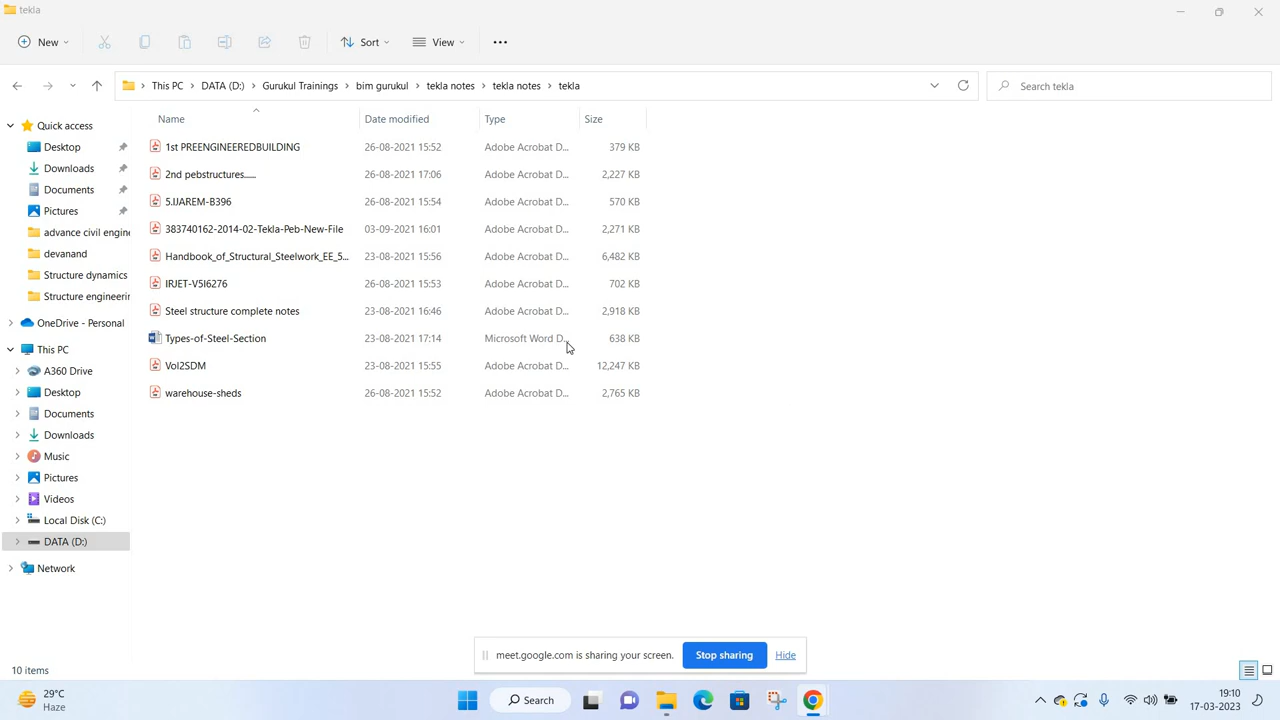 tekla
New
Sort
View
This PC > DATA (D:) > Gurukul Trainings > bim gurukul > tekla notes > tekla notes > tekla
Search tekla
Name Date modified Type Size
1st PREENGINEEREDBUILDING 26-08-2021 15:52 Adobe Acrobat D... 379 KB
2nd pebstructures...... 26-08-2021 17:06 Adobe Acrobat D... 2,227 KB
5.IJAREM-B396 26-08-2021 15:54 Adobe Acrobat D... 570 KB
383740162-2014-02-Tekla-Peb-New-File 03-09-2021 16:01 Adobe Acrobat D... 2,271 KB
Handbook_of_Structural_Steelwork_EE_5... 23-08-2021 15:56 Adobe Acrobat D... 6,482 KB
IRJET-V5I6276 26-08-2021 15:53 Adobe Acrobat D... 702 KB
Steel structure complete notes 23-08-2021 16:46 Adobe Acrobat D... 2,918 KB
Types-of-Steel-Section 23-08-2021 17:14 Microsoft Word D... 638 KB
Vol2SDM 23-08-2021 15:55 Adobe Acrobat D... 12,247 KB
warehouse-sheds 26-08-2021 15:52 Adobe Acrobat D... 2,765 KB
Quick access
Desktop
Downloads
Documents
Pictures
advance civil engine
devanand
Structure dynamics
Structure engineerin
OneDrive - Personal
This PC
A360 Drive
Desktop
Documents
Downloads
Music
Pictures
Videos
Local Disk (C:)
DATA (D:)
Network
10 items
meet.google.com is sharing your screen. Stop sharing Hide
29°C
Haze
Search
19:10
17-03-2023